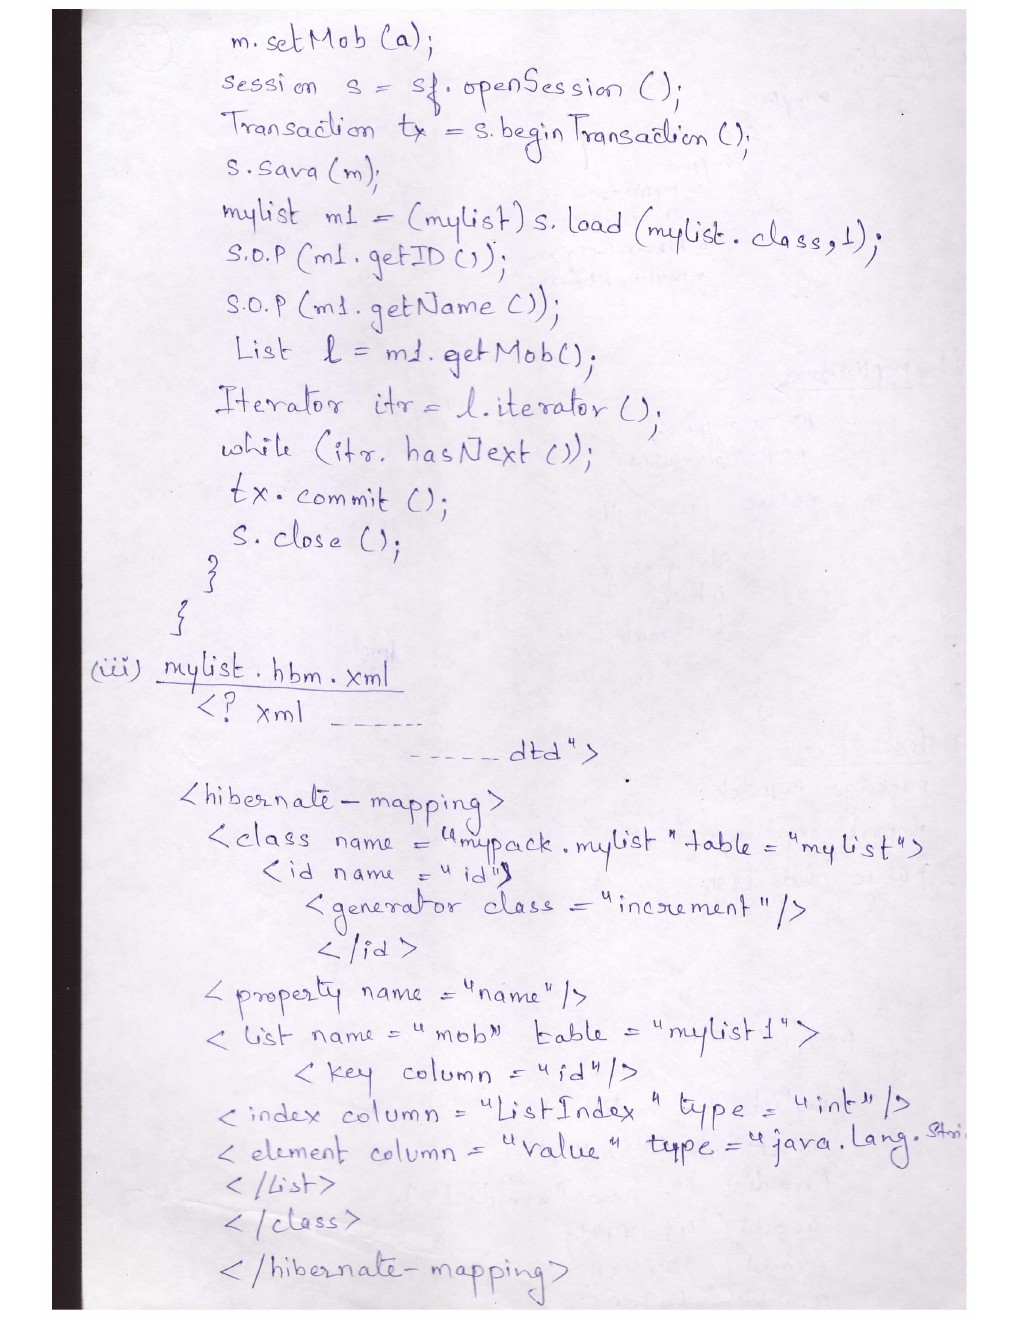 m. setMob (a);
Session s = sf. openSession ();
Transaction tx = s. begin Transaction ();
s. sava (m);
mylist m1 = (mylist) s. load (mylist. class, 1);
S.O.P (m1. getID ());
S.O.P (m1. getName ());
List l = m1. getMob();
Iterator itr = l. iterator ();
while (itr. hasNext ());
tx. commit ();
s. close ();
}
}
(iii) mylist. hbm. xml
<? xml -------
------ dtd">
<hibernate-mapping>
<class name = "mypack. mylist" table = "mylist">
<id name = "id">
<generator class = "increment"/>
</id>
<property name = "name"/>
<list name = "mob" table = "mylist1">
<key column = "id"/>
<index column = "ListIndex" type = "int"/>
<element column = "value" type = "java. lang. Stri
</list>
</class>
</hibernate-mapping>